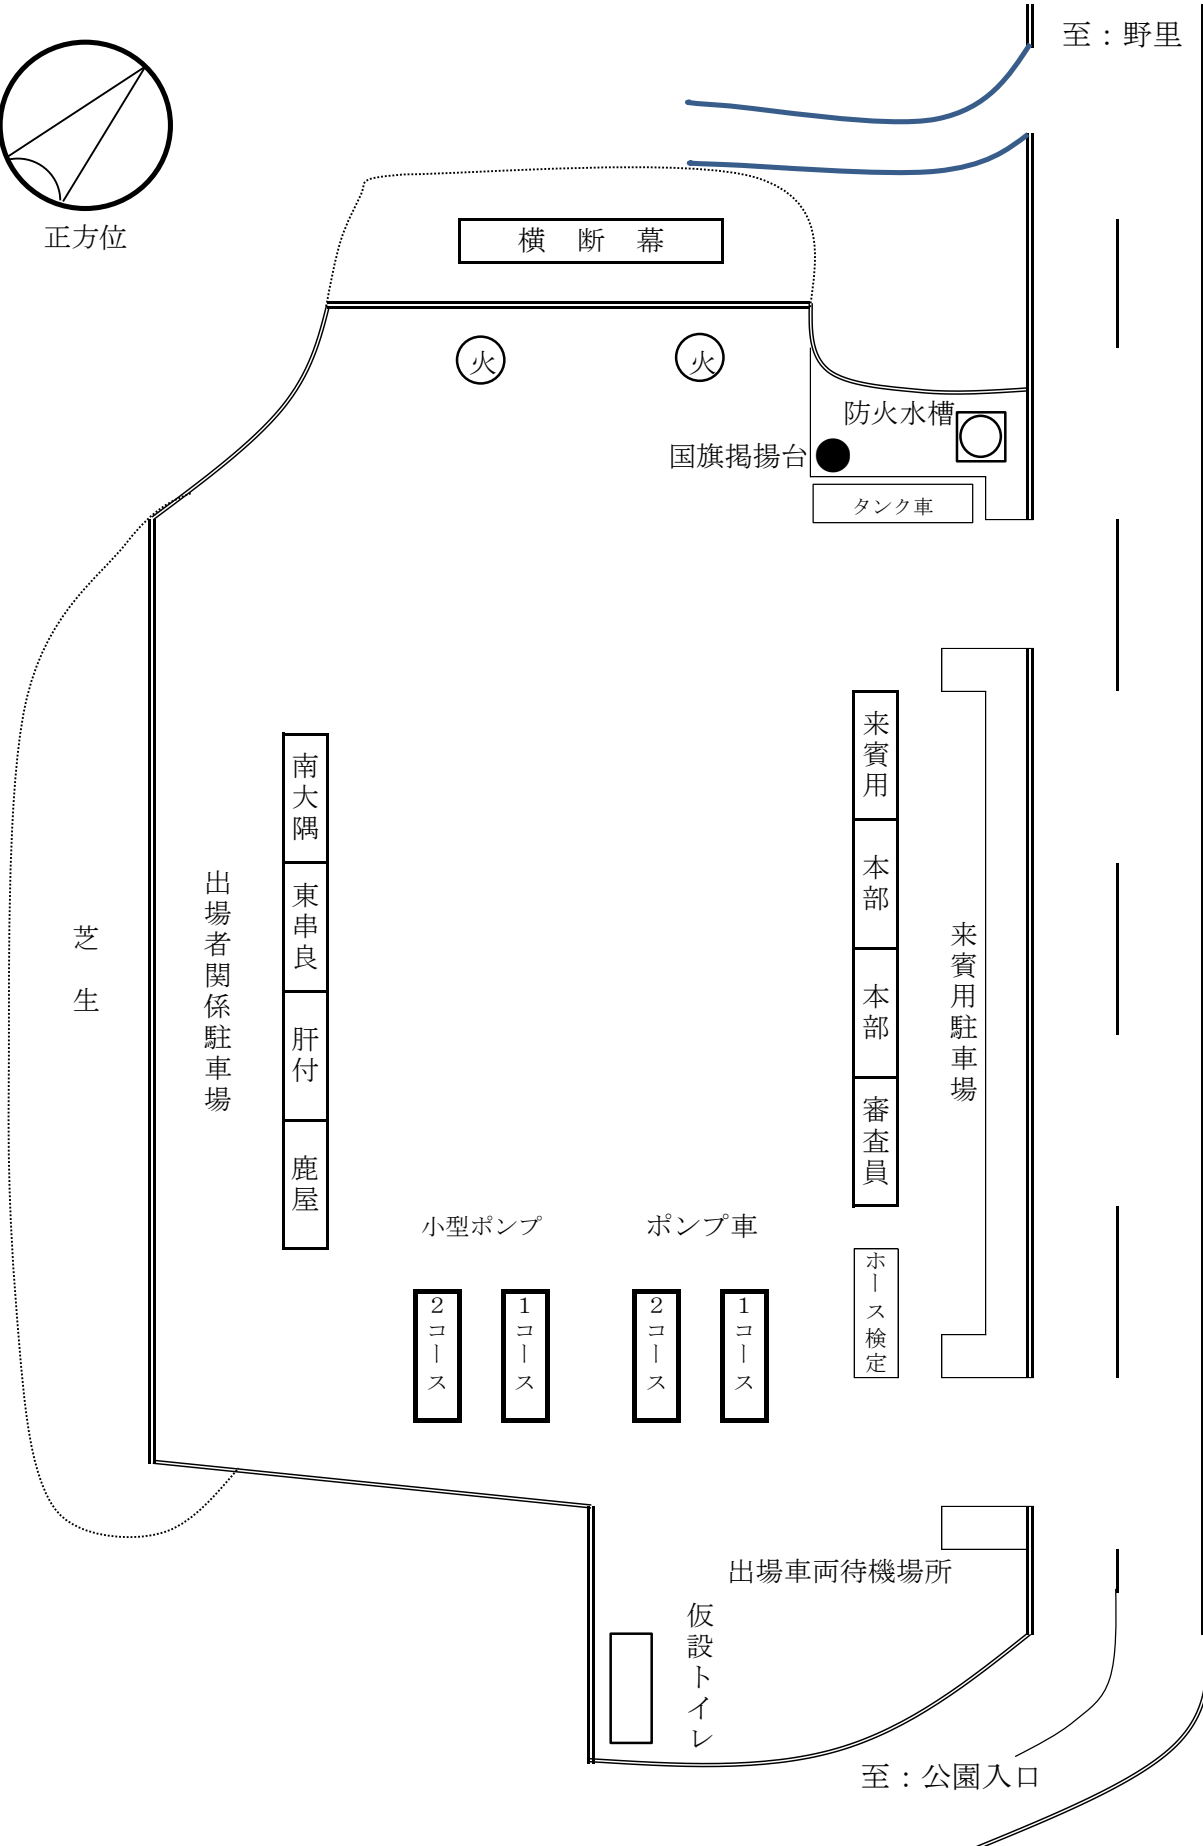 至：野里
正方位
横　断　幕
火
火
防火水槽
国旗掲揚台
タンク車
来賓用
南大隅
本部
出場者関係駐車場
東串良
来賓用駐車場
芝　生
本部
肝付
審査員
鹿屋
小型ポンプ
ポンプ車
ホース検定
２コース
１コース
２コース
１コース
出場車両待機場所
仮設トイレ
至：公園入口